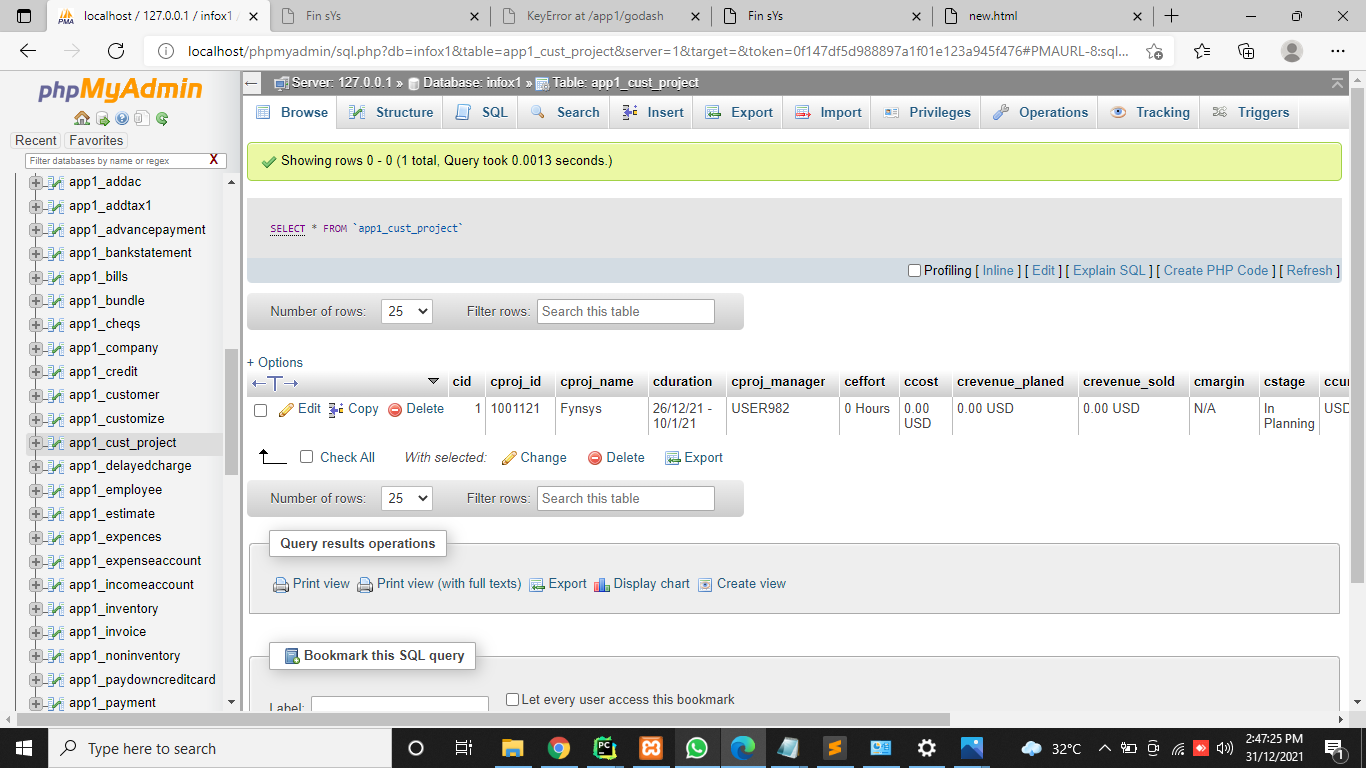 localhost / 127.0.0.1 / infox1 /
Fin sYs
KeyError at /app1/godash
Fin sYs
new.html
localhost/phpmyadmin/sql.php?db=infox1&table=app1_cust_project&server=1&target=&token=0f147df5d988897a1f01e123a945f476#PMAURL-8:sql...
phpMyAdmin
Recent Favorites
Filter databases by name or regex X
app1_addac
app1_addtax1
app1_advancepayment
app1_bankstatement
app1_bills
app1_bundle
app1_cheqs
app1_company
app1_credit
app1_customer
app1_customize
app1_cust_project
app1_delayedcharge
app1_employee
app1_estimate
app1_expences
app1_expenseaccount
app1_incomeaccount
app1_inventory
app1_invoice
app1_noninventory
app1_paydowncreditcard
app1_payment
Server: 127.0.0.1 » Database: infox1 » Table: app1_cust_project
Browse Structure SQL Search Insert Export Import Privileges Operations Tracking Triggers
Showing rows 0 - 0 (1 total, Query took 0.0013 seconds.)
SELECT * FROM `app1_cust_project`
Profiling [ Inline ] [ Edit ] [ Explain SQL ] [ Create PHP Code ] [ Refresh ]
Number of rows: 25 Filter rows: Search this table
+ Options
←T→ cid cproj_id cproj_name cduration cproj_manager ceffort ccost crevenue_planed crevenue_sold cmargin cstage ccur
Edit Copy Delete 1 1001121 Fynsys 26/12/21 - USER982 0 Hours 0.00 0.00 USD 0.00 USD N/A In USD
10/1/21 USD Planning
Check All With selected: Change Delete Export
Number of rows: 25 Filter rows: Search this table
Query results operations
Print view Print view (with full texts) Export Display chart Create view
Bookmark this SQL query
Label: Let every user access this bookmark
Type here to search
32°C
2:47:25 PM
31/12/2021
1